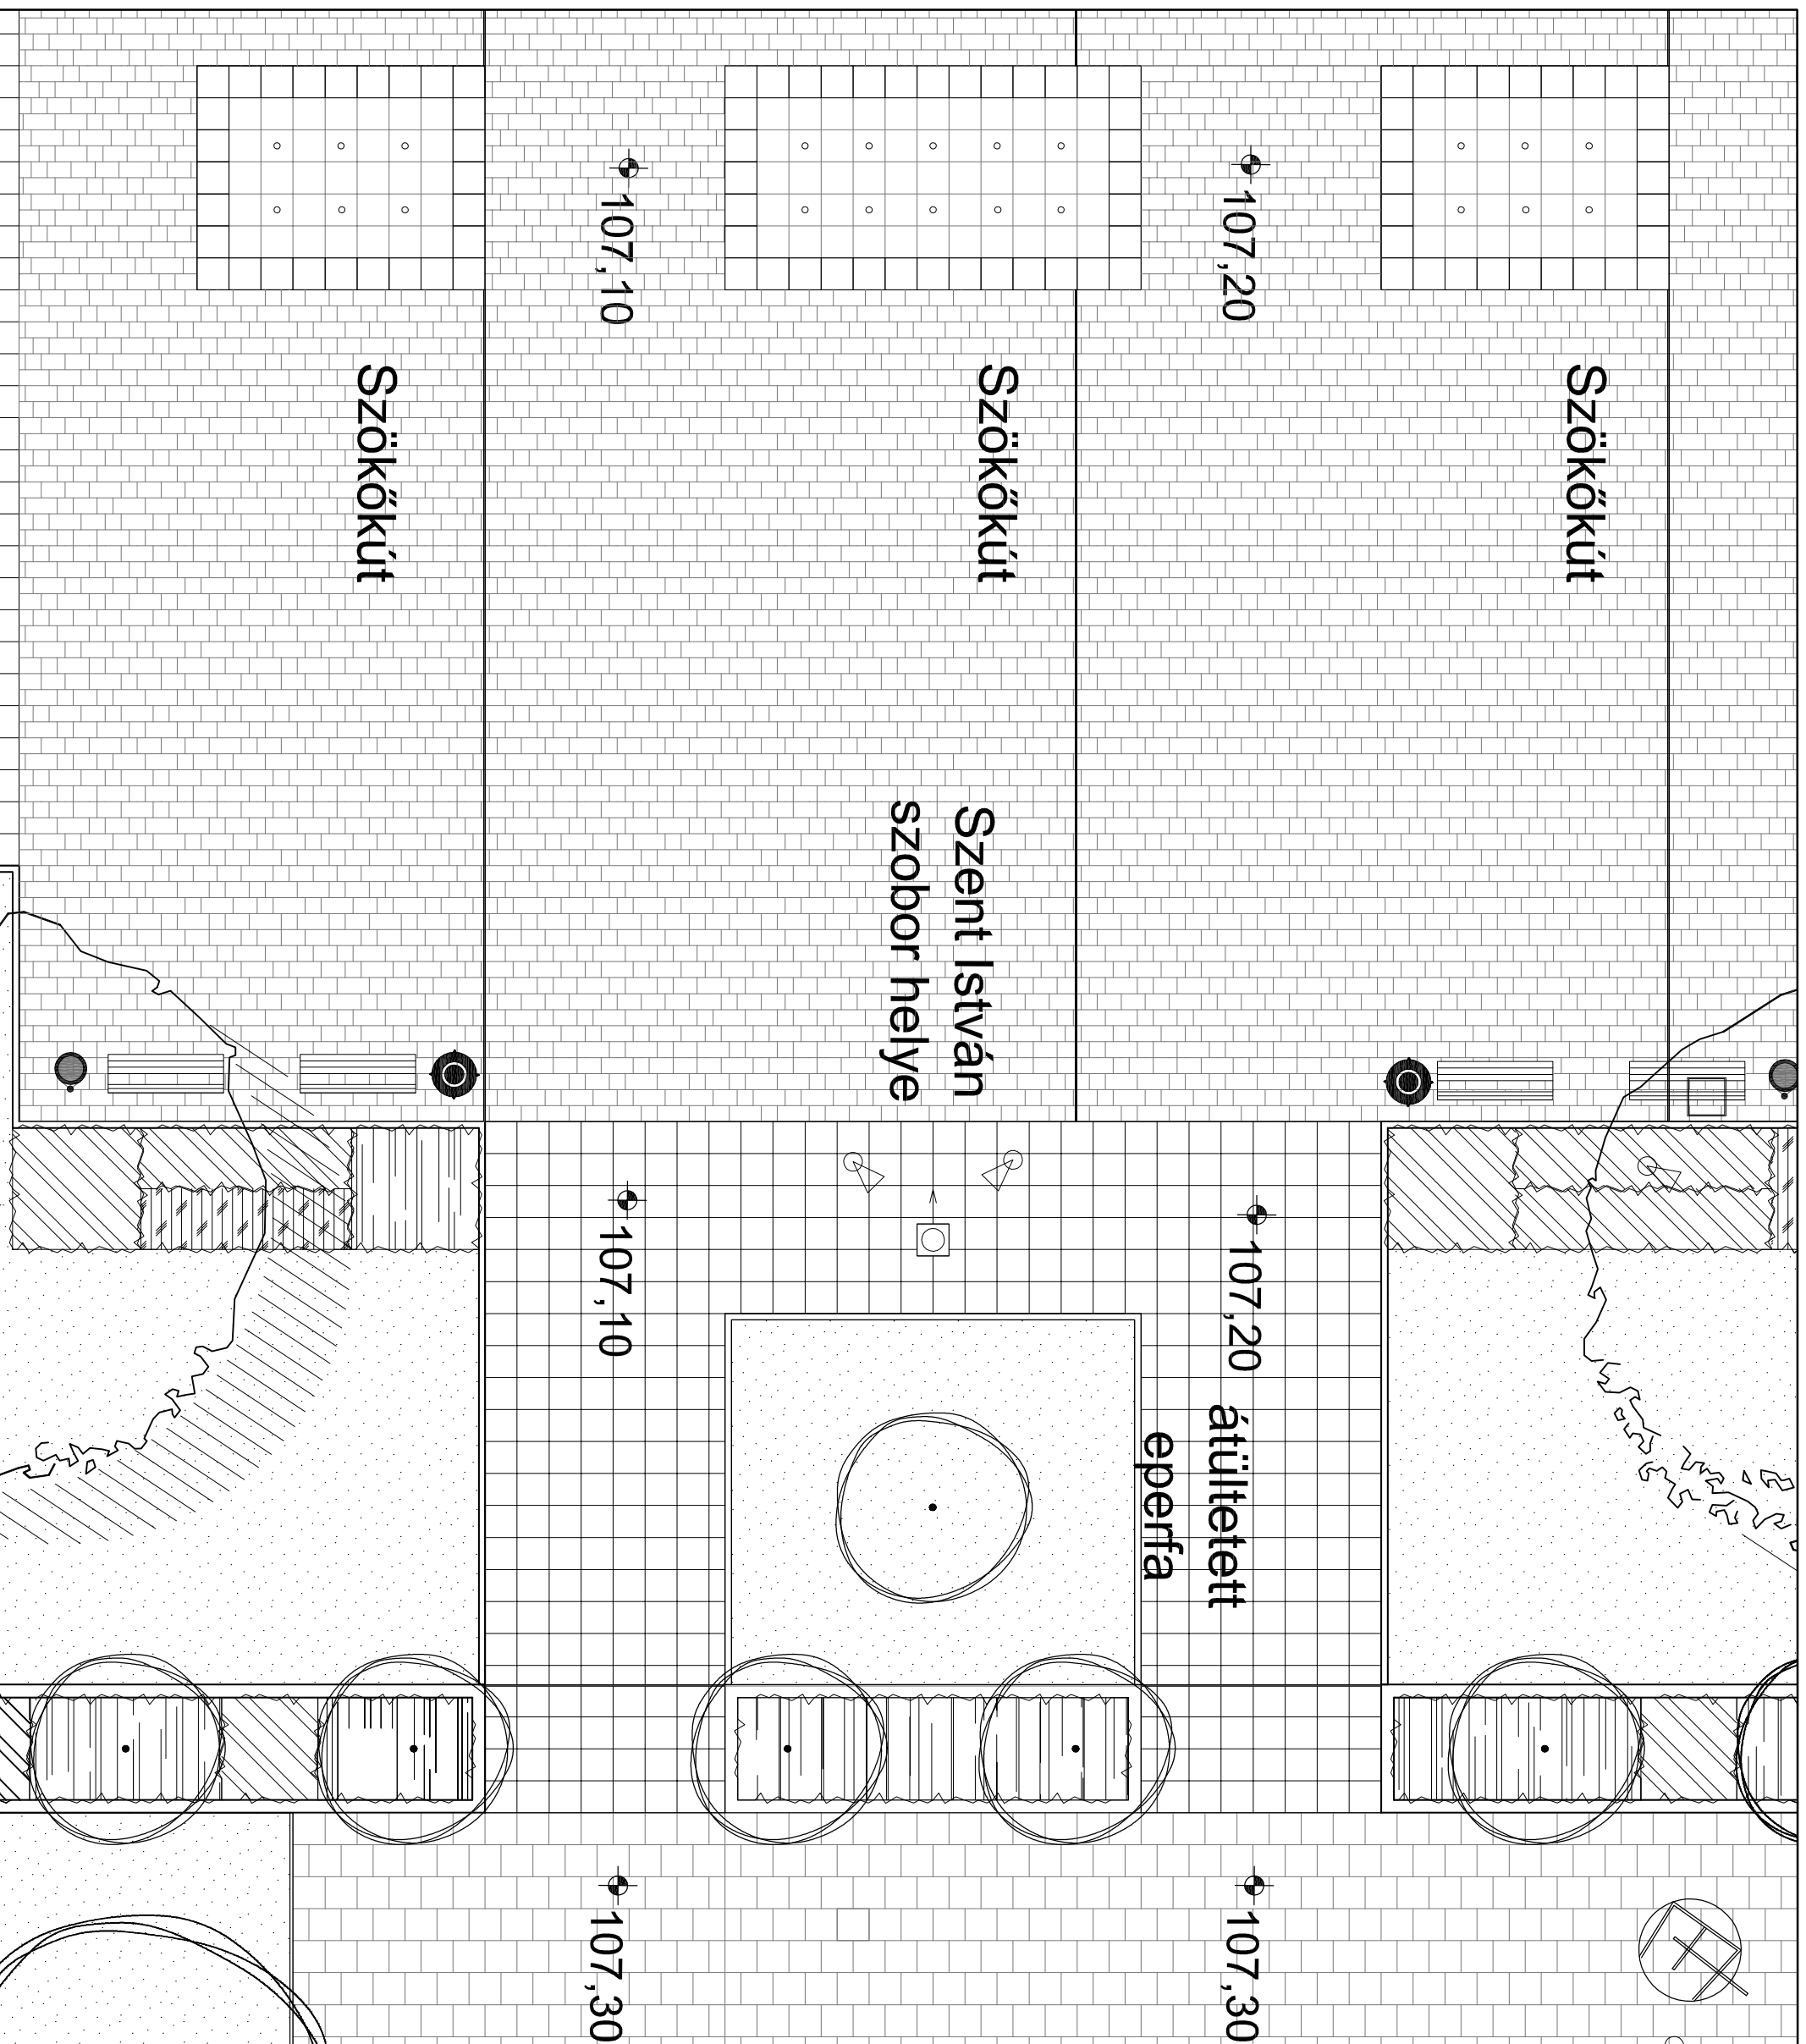 107,10
107,20
Szökőkút
Szökőkút
Szökőkút
Szent István
szobor helye
107,10
107,20
átültetett
eperfa
107,30
107,30